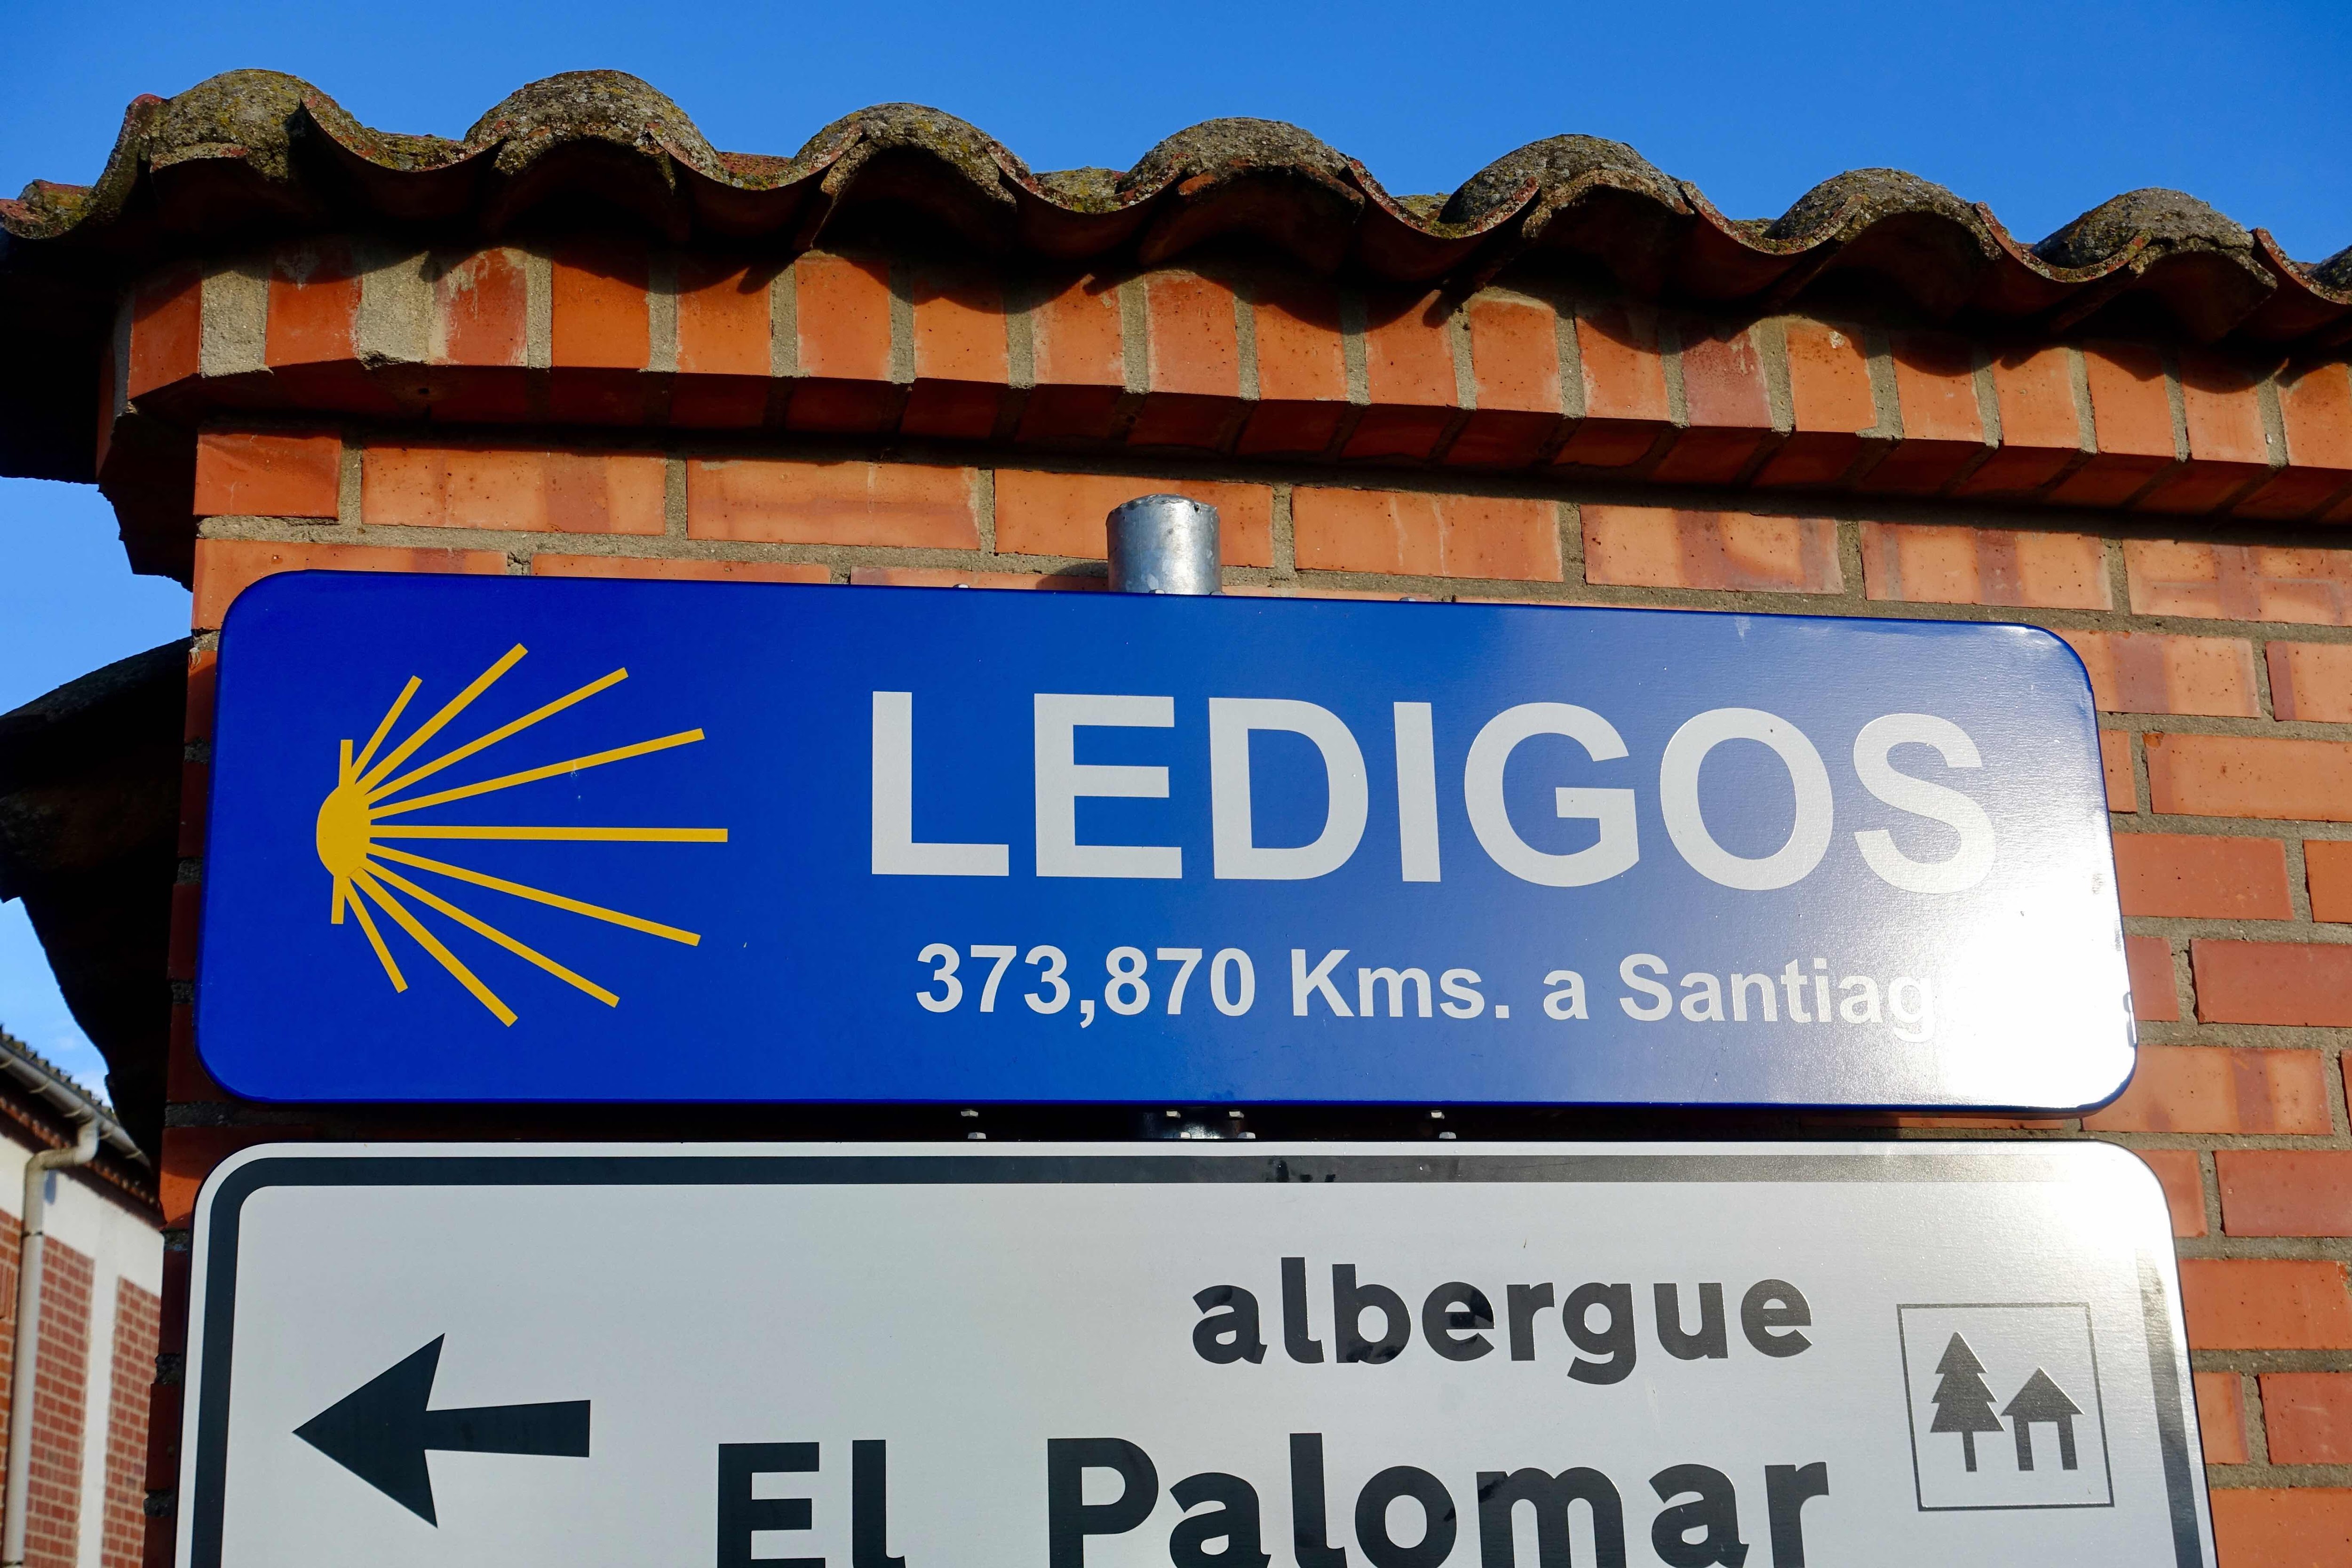 LEDIGOS
373,870 Kms. a Santiag
albergue
El Palomar